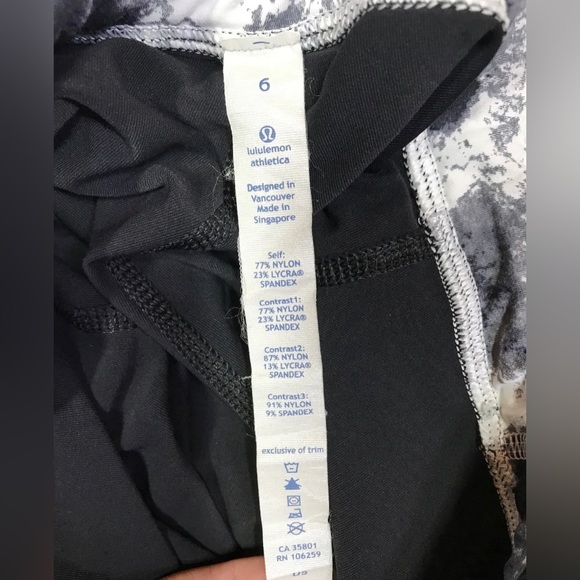 6
lululemon
athletica
Designed in
Vancouver
Made in
Singapore
Self:
77% NYLON
23% LYCRA®
SPANDEX
Contrast1:
77% NYLON
23% LYCRA®
SPANDEX
Contrast2:
87% NYLON
13% LYCRA®
SPANDEX
Contrast3:
91% NYLON
9% SPANDEX
exclusive of trim
CA 35801
RN 106259